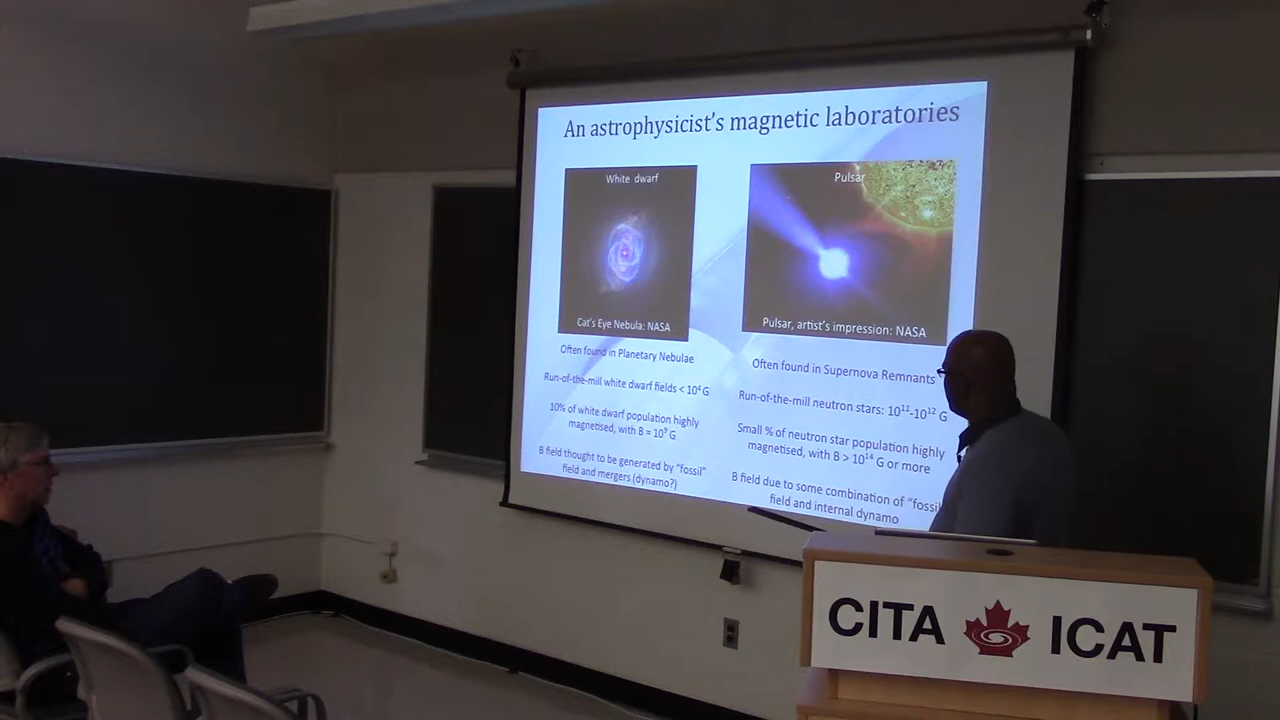 An astrophysicist's magnetic laboratories
White dwarf
Cat's Eye Nebula: NASA
Often found in Planetary Nebulae
Run-of-the-mill white dwarf fields < 10⁴ G
10% of white dwarf population highly
magnetised, with B ≈ 10⁹ G
B field thought to be generated by "fossil"
field and mergers (dynamo?)
Pulsar
Pulsar, artist's impression: NASA
Often found in Supernova Remnants
Run-of-the-mill neutron stars: 10¹¹-10¹² G
Small % of neutron star population highly
magnetised, with B > 10¹⁴ G or more
B field due to some combination of "fossil
field and internal dynamo
CITA ICAT